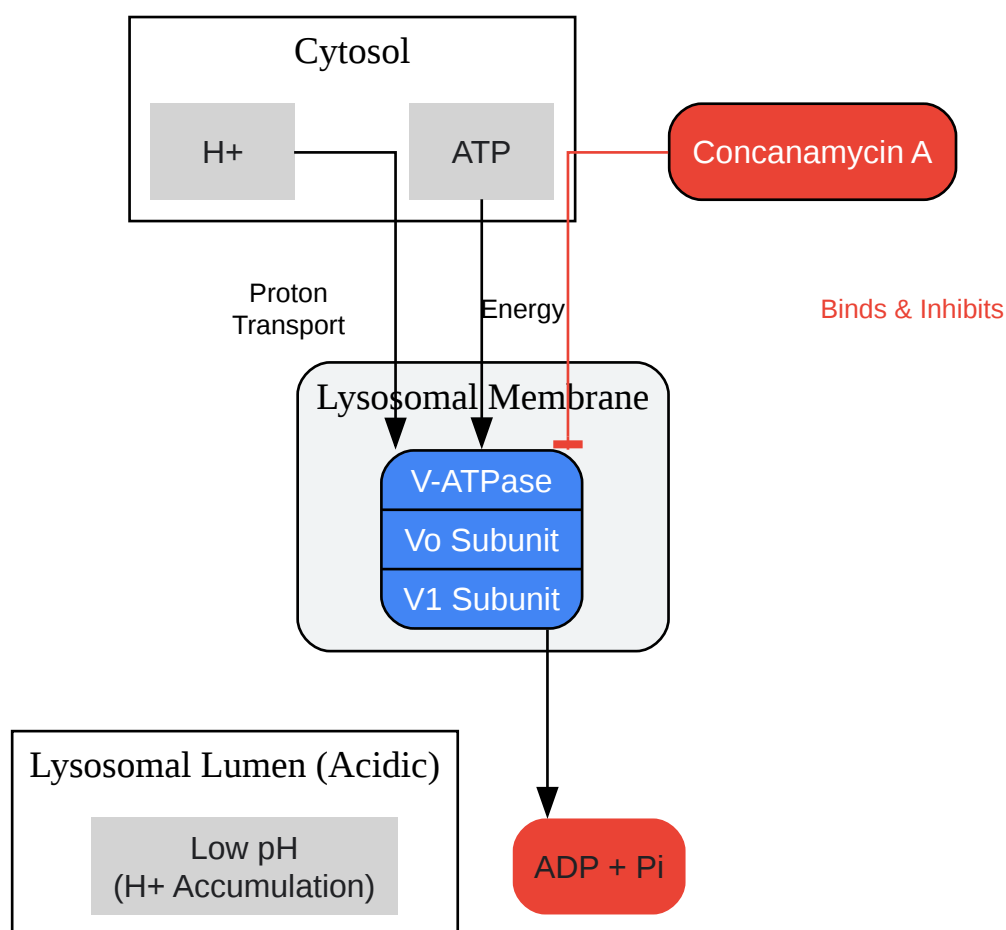 Cytosol
H+
ATP
Concanamycin A
Proton
Transport
Energy
Binds & Inhibits
Lysosomal Membrane
V-ATPase
Vo Subunit
V1 Subunit
Lysosomal Lumen (Acidic)
Low pH
(H+ Accumulation)
ADP + Pi